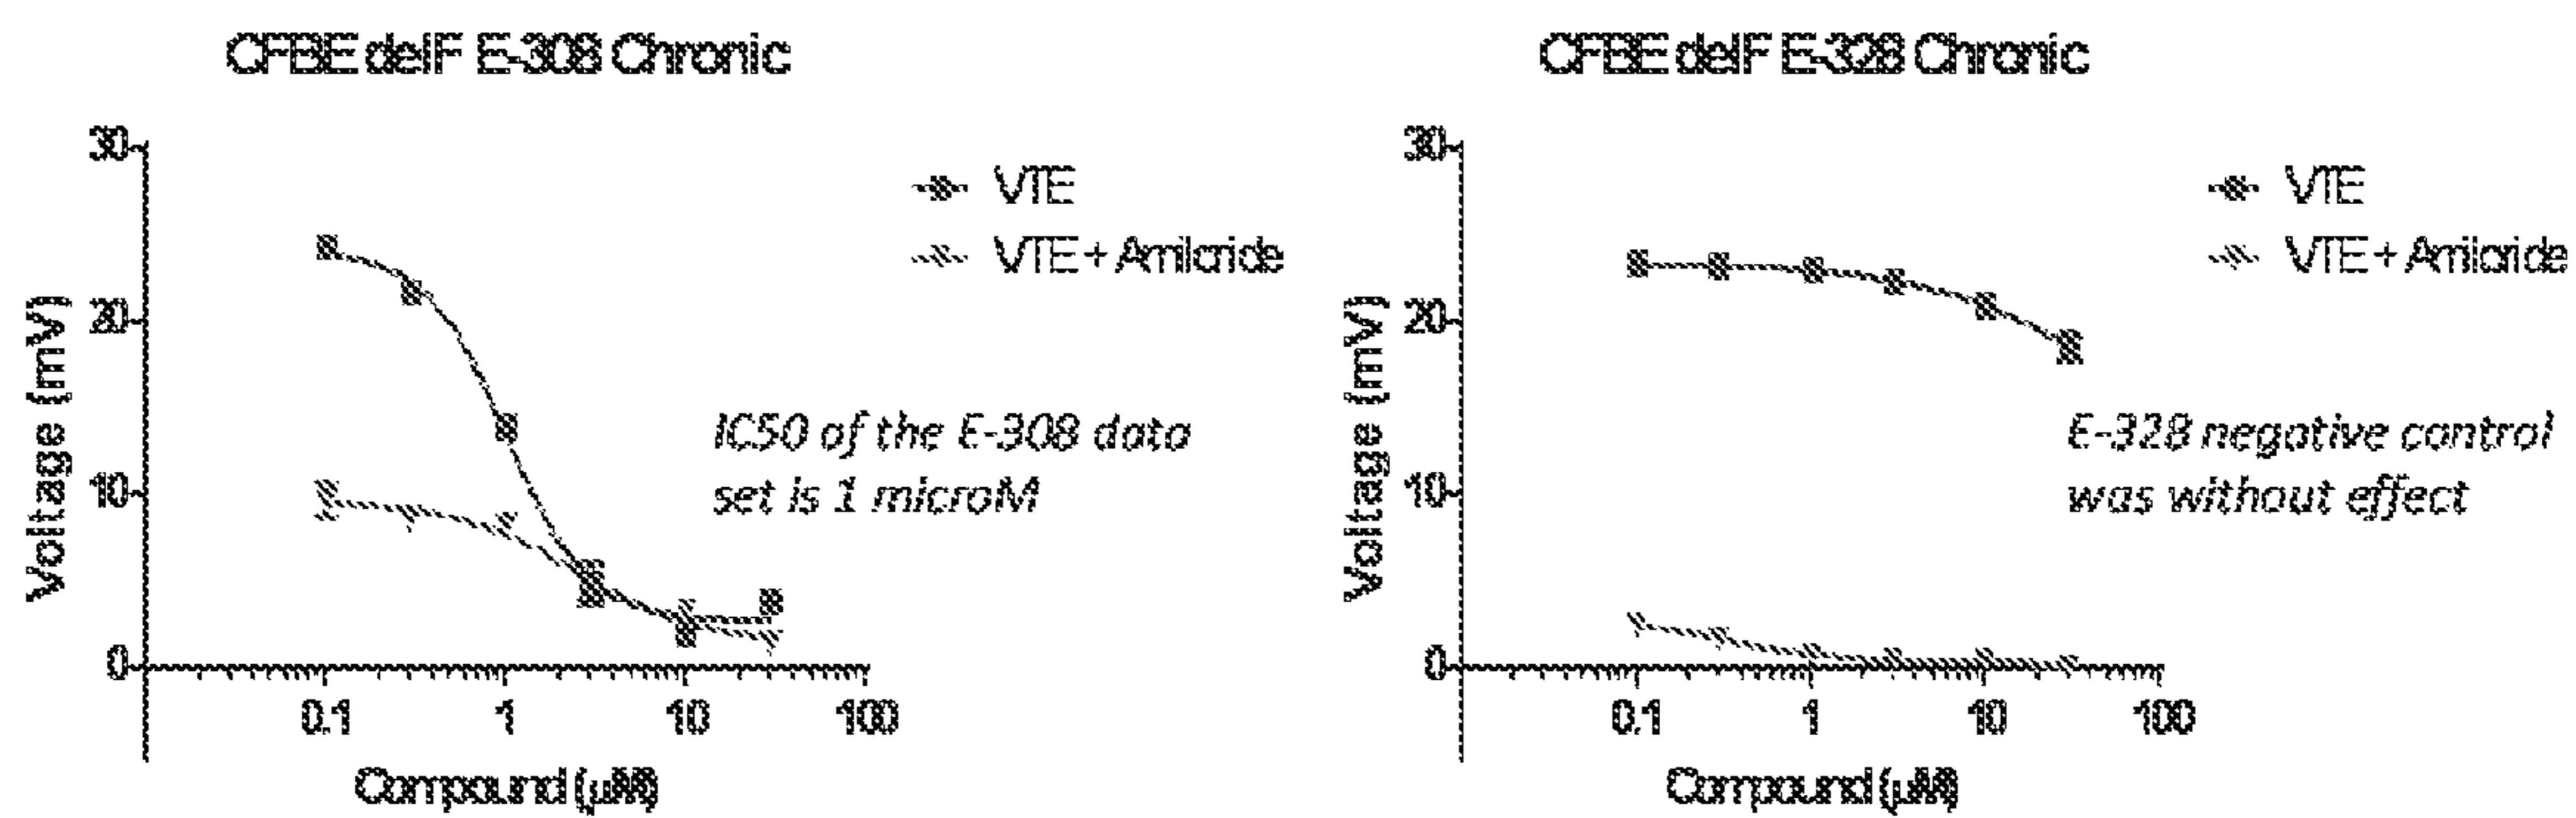 CFBE delF E-308 Chronic
30
20
10
0
Voltage (mV)
VTE
VTE + Amiloride
IC50 of the E-308 data
set is 1 microM
0.1 1 10 100
Compound (µM)
CFBE delF E-328 Chronic
30
20
10
0
Voltage (mV)
VTE
VTE + Amiloride
E-328 negative control
was without effect
0.1 1 10 100
Compound (µM)